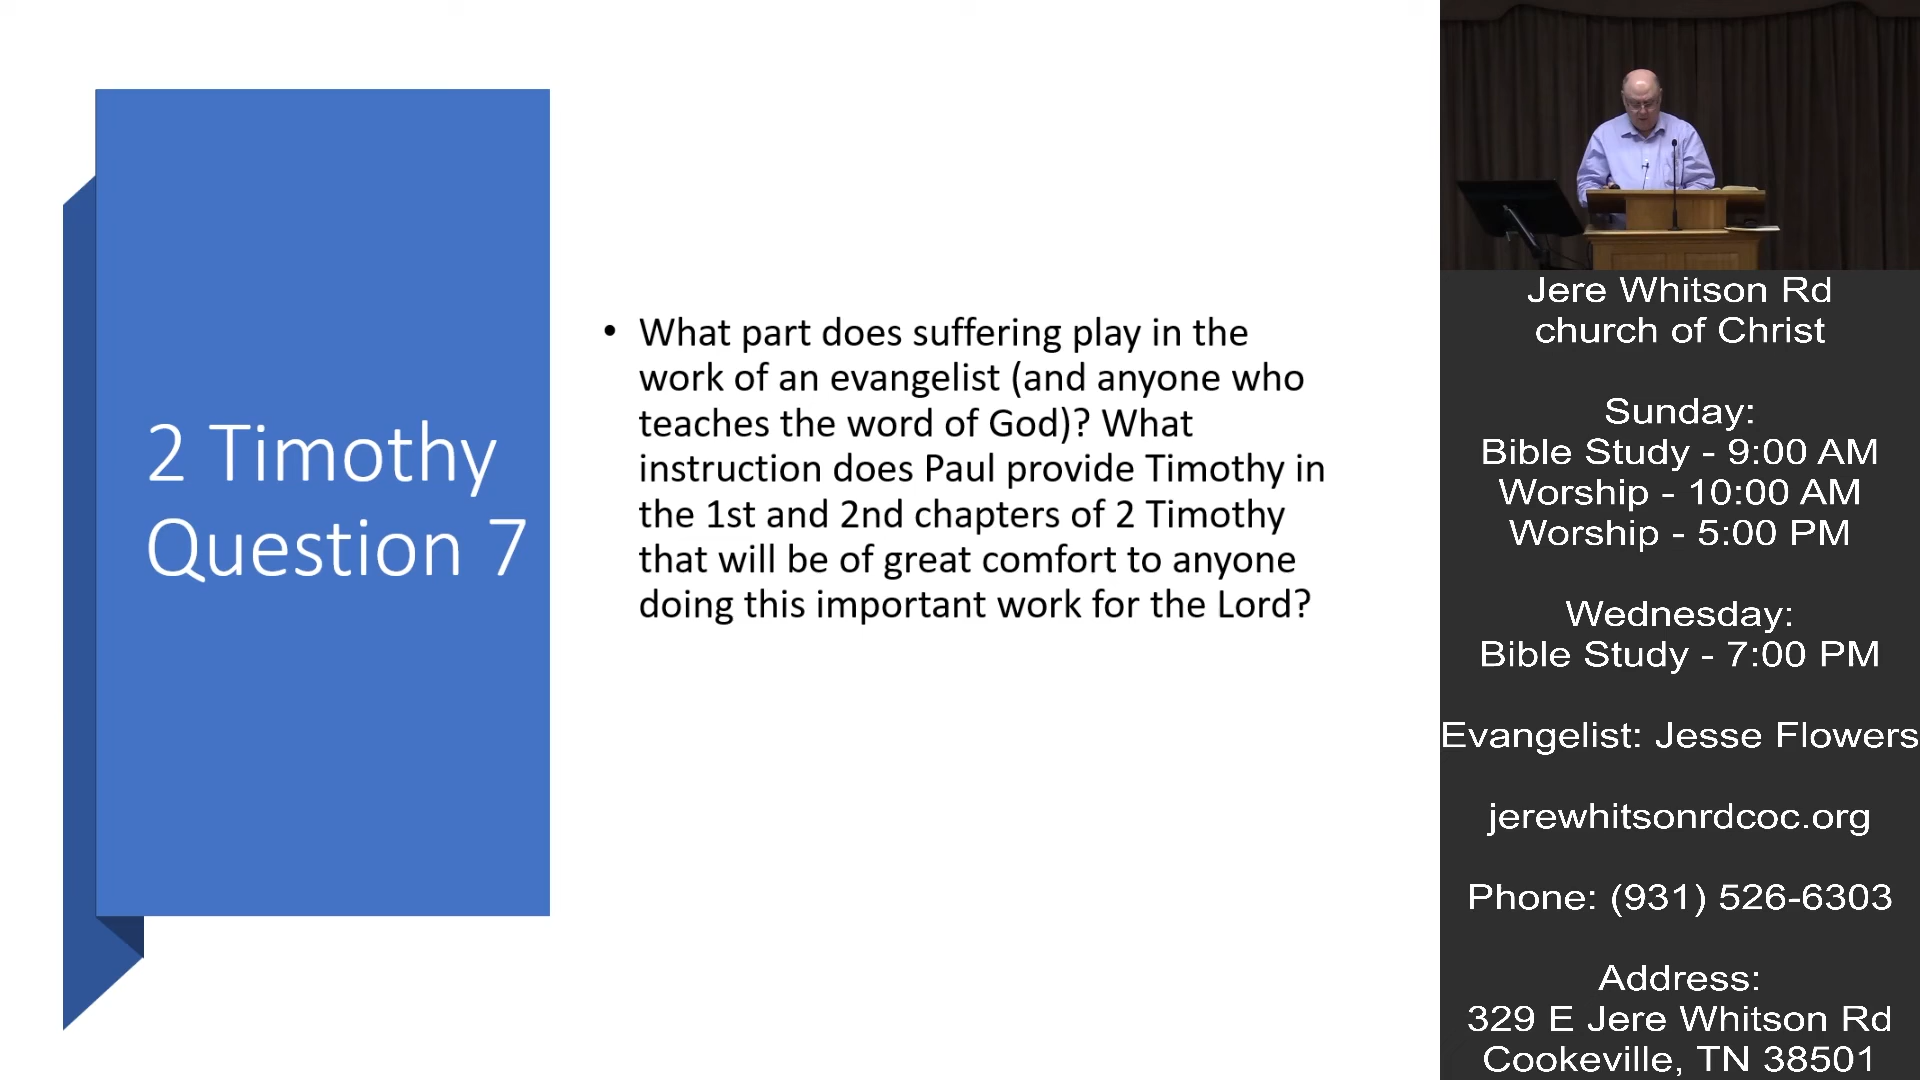 2 Timothy
Question 7
• What part does suffering play in the
work of an evangelist (and anyone who
teaches the word of God)? What
instruction does Paul provide Timothy in
the 1st and 2nd chapters of 2 Timothy
that will be of great comfort to anyone
doing this important work for the Lord?
Jere Whitson Rd
church of Christ
Sunday:
Bible Study - 9:00 AM
Worship - 10:00 AM
Worship - 5:00 PM
Wednesday:
Bible Study - 7:00 PM
Evangelist: Jesse Flowers
jerewhitsonrdcoc.org
Phone: (931) 526-6303
Address:
329 E Jere Whitson Rd
Cookeville, TN 38501